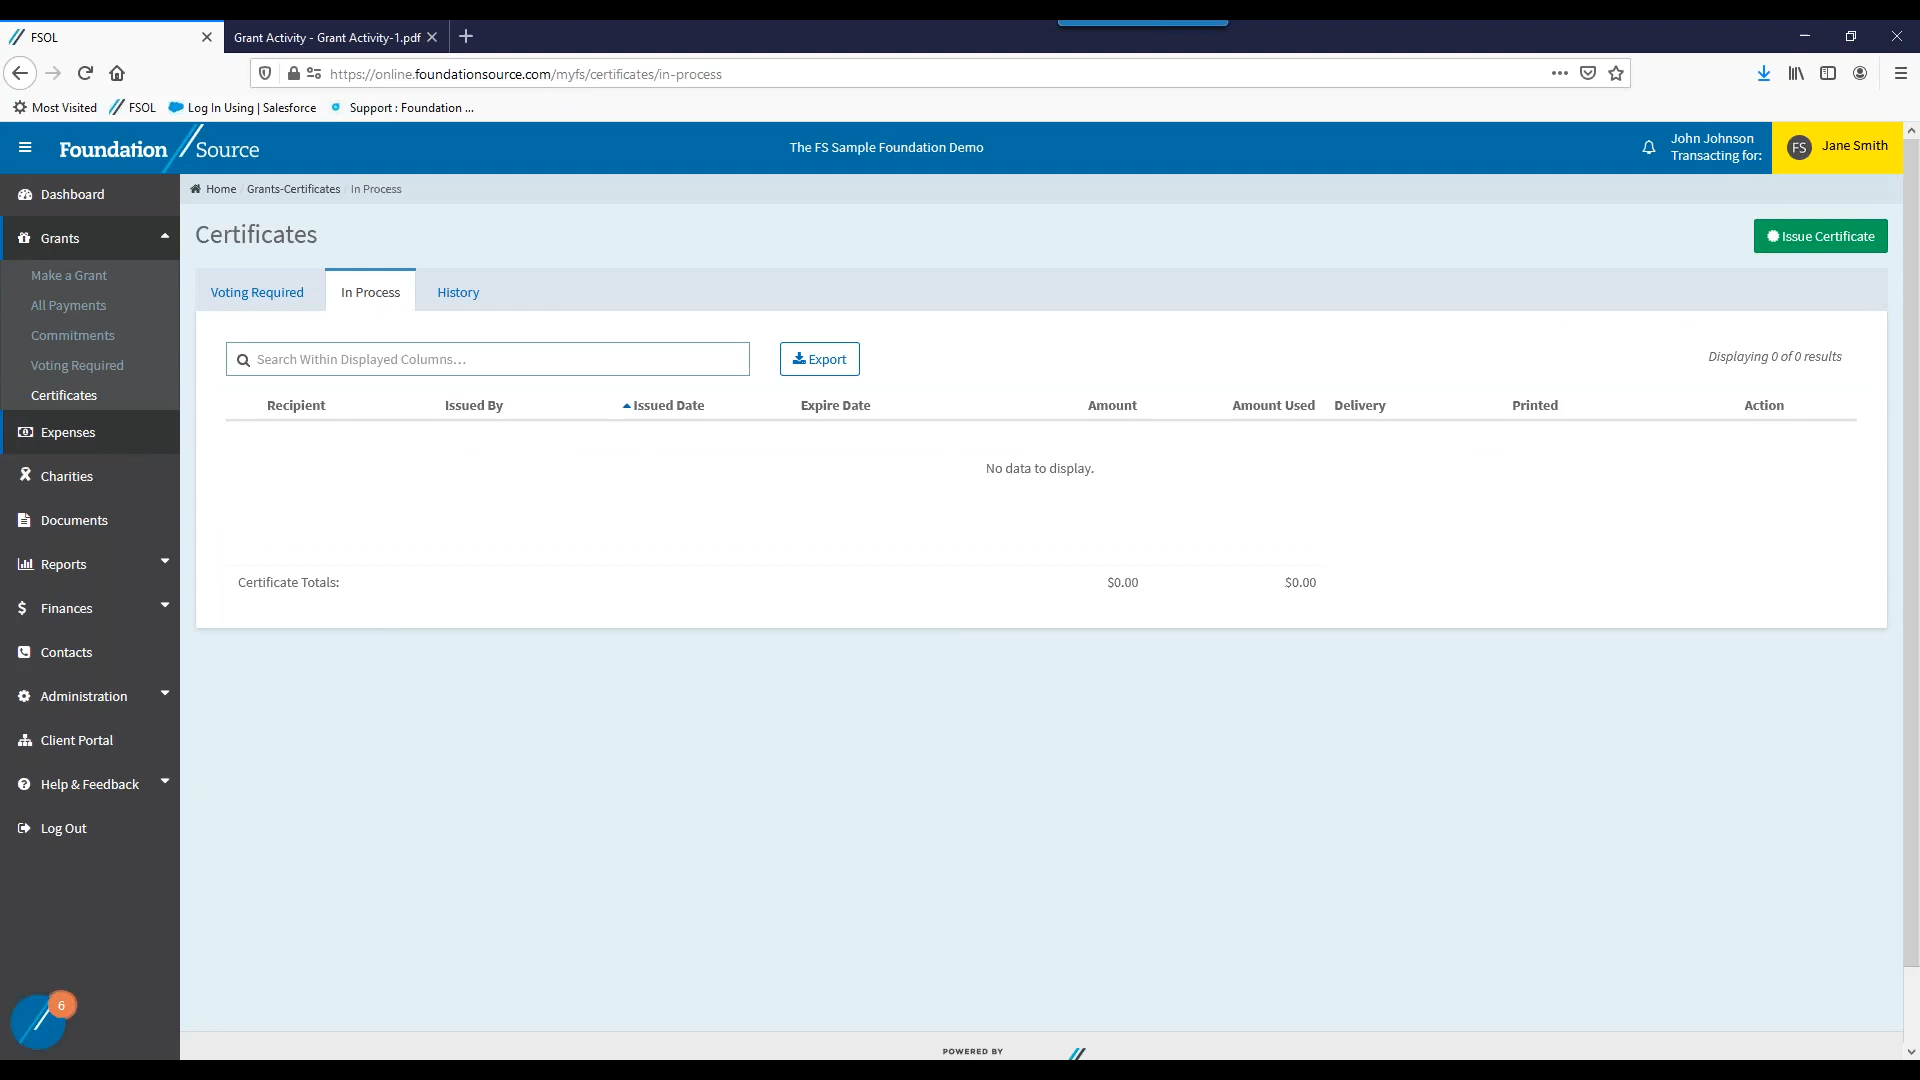 FSOL
Grant Activity - Grant Activity-1.pdf
https://online.foundationsource.com/myfs/certificates/in-process
Most Visited
FSOL
Log In Using | Salesforce
Support : Foundation ...
Foundation Source
The FS Sample Foundation Demo
John Johnson
Transacting for:
FS
Jane Smith
Dashboard
Grants
Make a Grant
All Payments
Commitments
Voting Required
Certificates
Expenses
Charities
Documents
Reports
Finances
Contacts
Administration
Client Portal
Help & Feedback
Log Out
6
Home / Grants-Certificates / In Process
Certificates
Issue Certificate
Voting Required
In Process
History
Search Within Displayed Columns...
Export
Displaying 0 of 0 results
Recipient Issued By Issued Date Expire Date Amount Amount Used Delivery Printed Action
No data to display.
Certificate Totals: $0.00 $0.00
POWERED BY